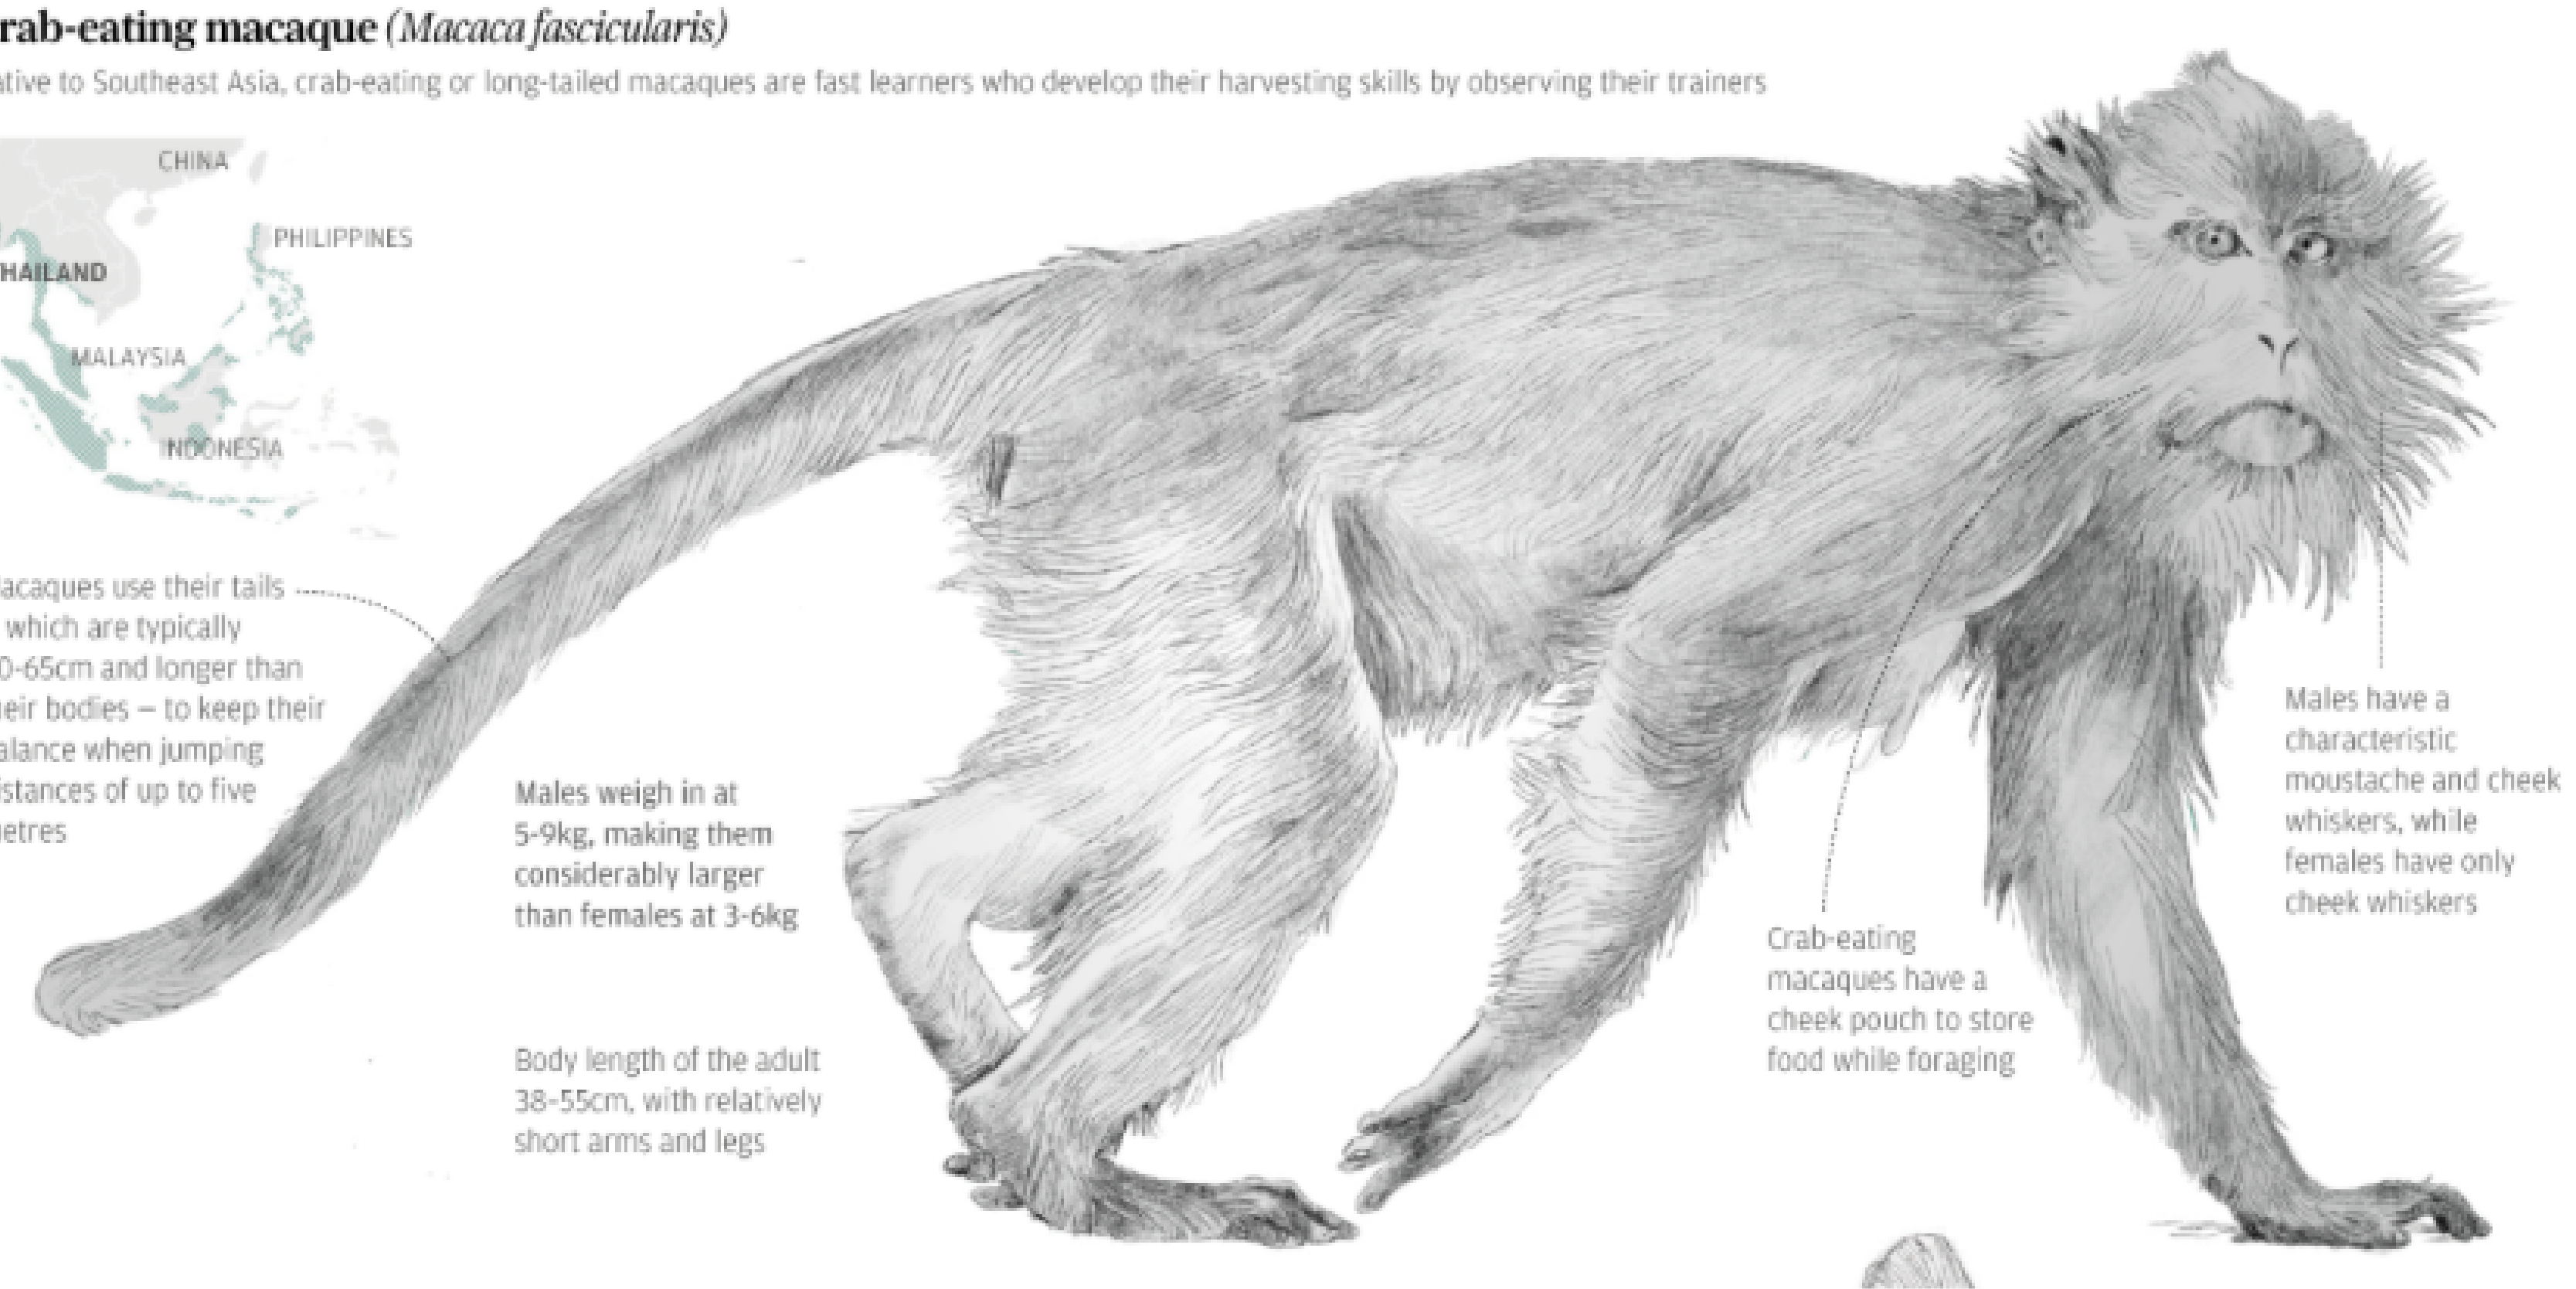 rab-eating macaque (Macaca fascicularis)
ative to Southeast Asia, crab-eating or long-tailed macaques are fast learners who develop their harvesting skills by observing their trainers
CHINA
PHILIPPINES
HAILAND
MALAYSIA
INDONESIA
acaques use their tails
which are typically
0-65cm and longer than
eir bodies – to keep their
alance when jumping
istances of up to five
etres
Males weigh in at
5-9kg, making them
considerably larger
than females at 3-6kg
Body length of the adult
38-55cm, with relatively
short arms and legs
Crab-eating
macaques have a
cheek pouch to store
food while foraging
Males have a
characteristic
moustache and cheek
whiskers, while
females have only
cheek whiskers